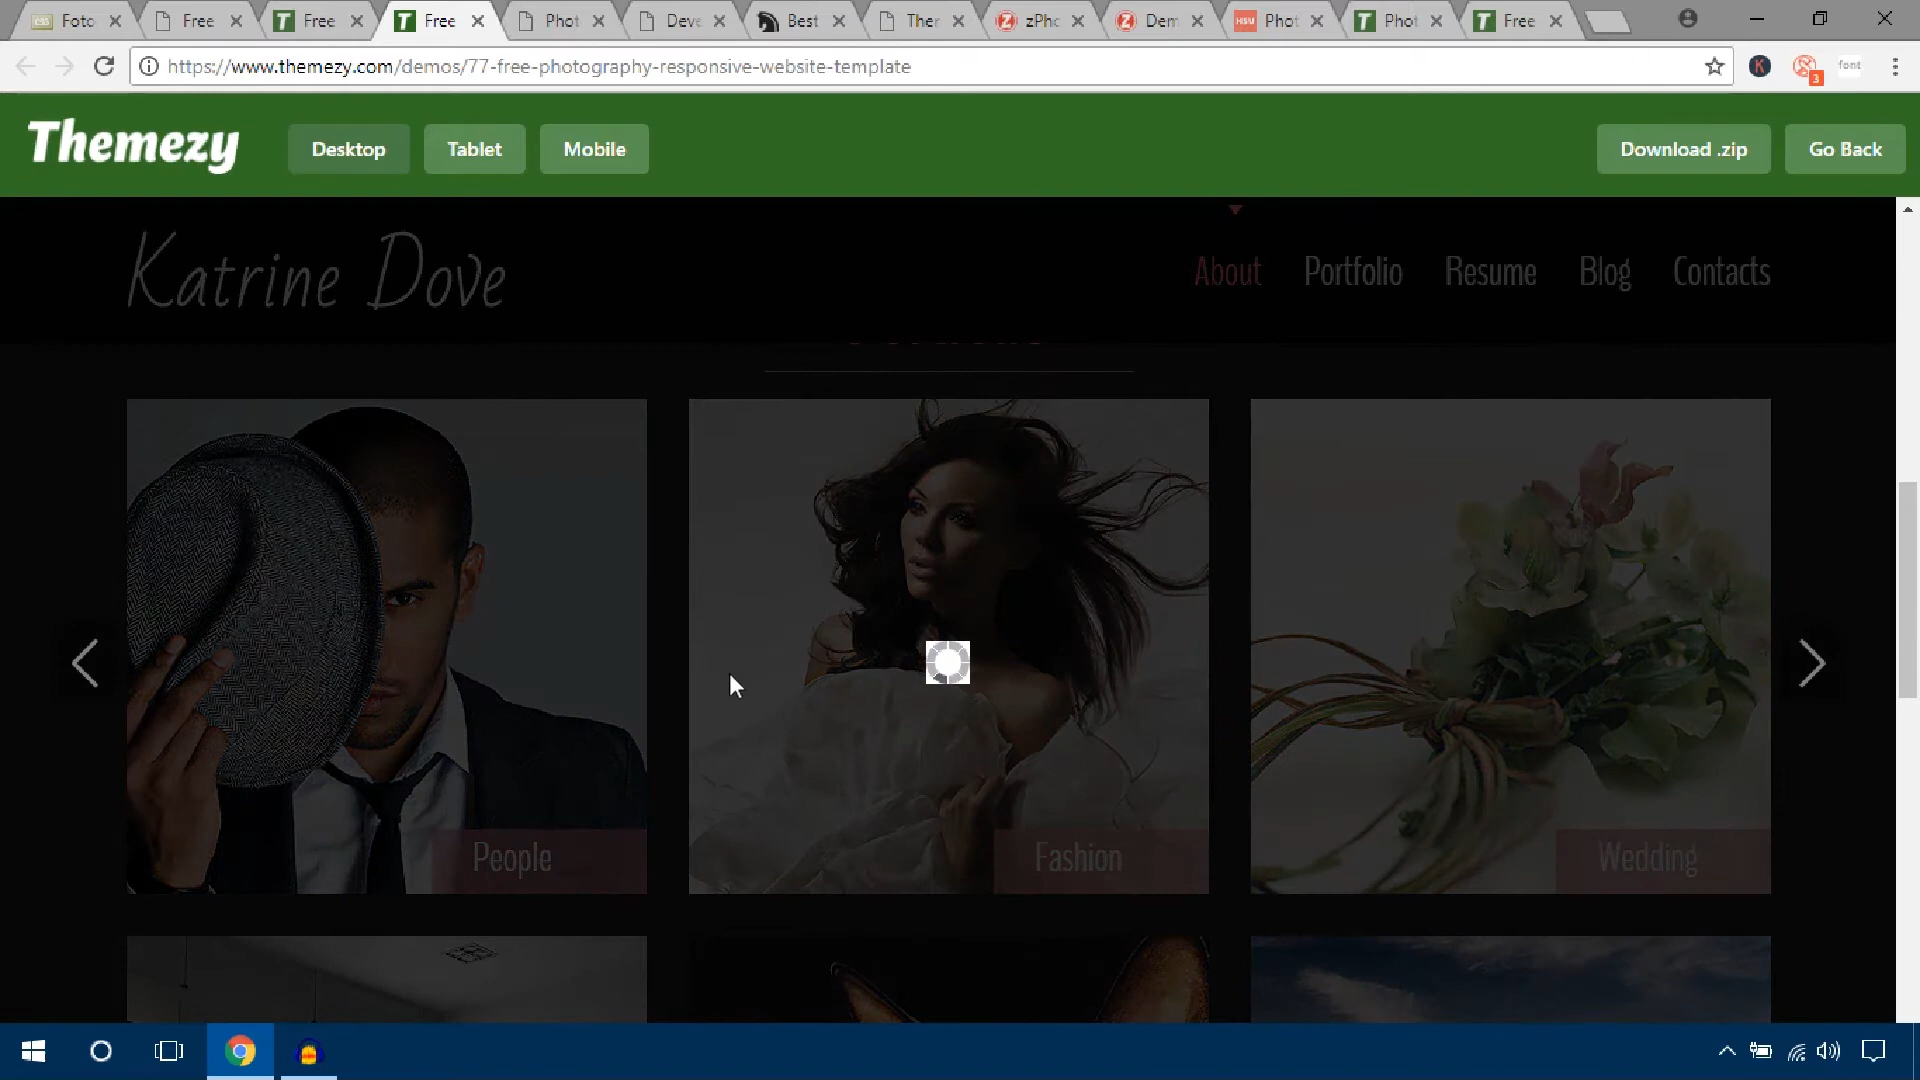 Foto
Free
Free
Free
Phot
Deve
Best
Ther
zPho
Dem
Phot
Phot
Free
https://www.themezy.com/demos/77-free-photography-responsive-website-template
K
3
font
Themezy
Desktop
Tablet
Mobile
Download .zip
Go Back
Katrine Dove
About
Portfolio
Resume
Blog
Contacts
People
Fashion
Wedding